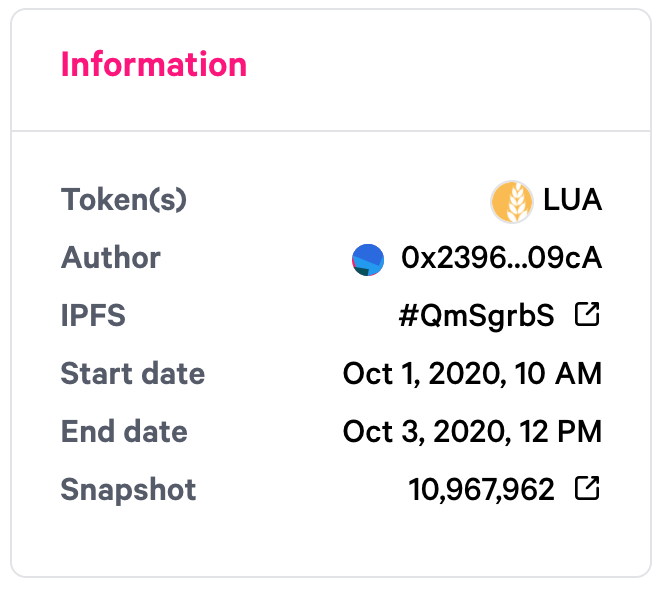 Information
Token(s) LUA
Author 0x2396...09cA
IPFS #QmSgrbS
Start date Oct 1, 2020, 10 AM
End date Oct 3, 2020, 12 PM
Snapshot 10,967,962